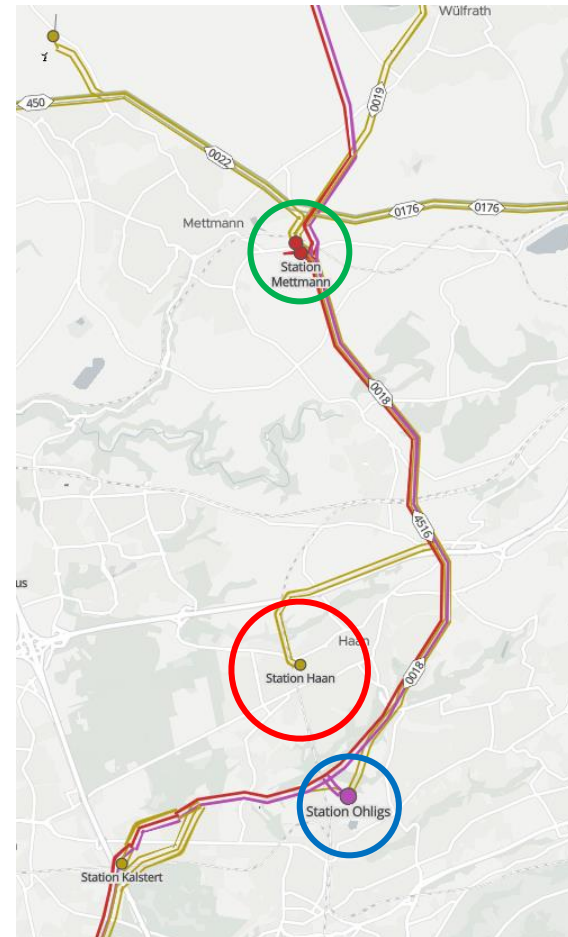 Wülfrath
450
0019
0022
0176
0176
Mettmann
Station
Mettmann
0018
4516
us
Haan
Station Haan
0018
Station Ohligs
Station Kalstert